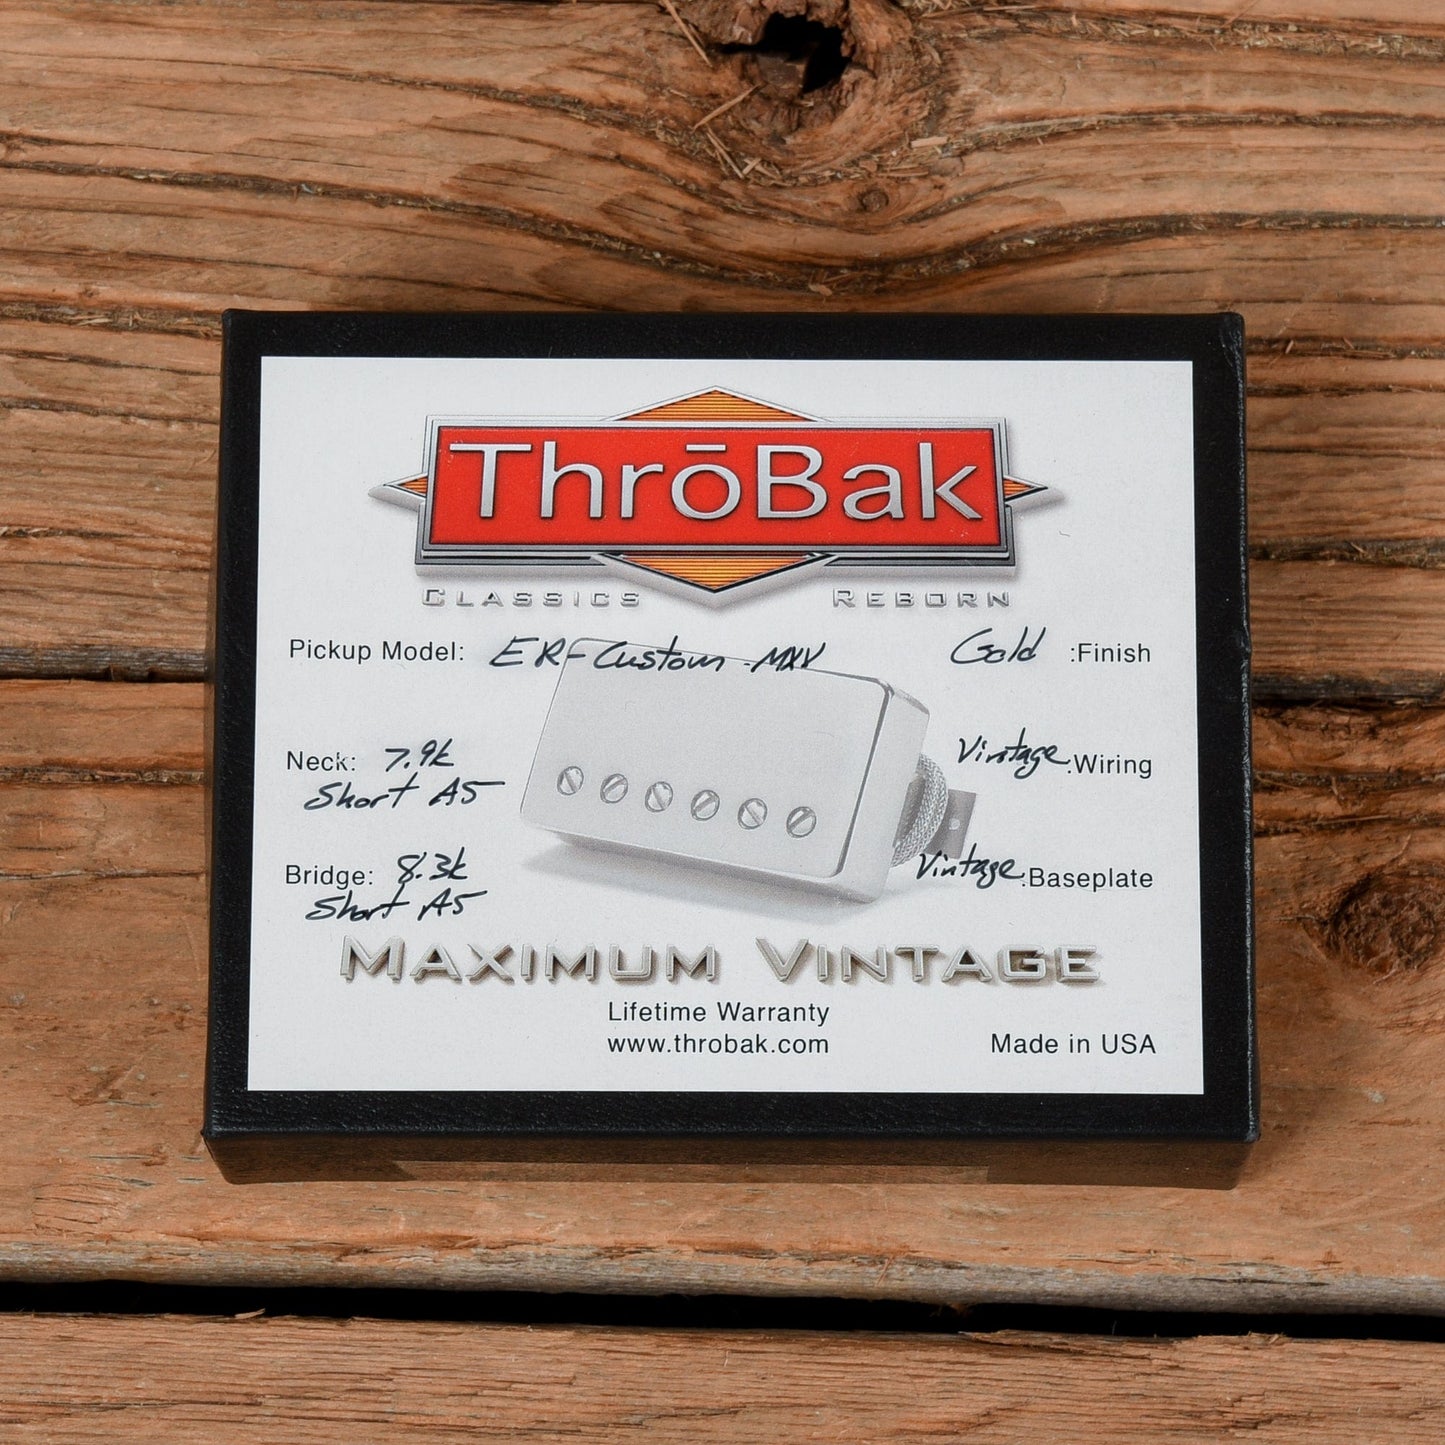 ThrōBak
CLASSICS REBORN
Pickup Model: ER-Custom MXV Gold :Finish
Neck: 7.9k Vintage :Wiring
Short A5
Bridge: 8.3k Vintage :Baseplate
Short A5
MAXIMUM VINTAGE
Lifetime Warranty
www.throbak.com Made in USA